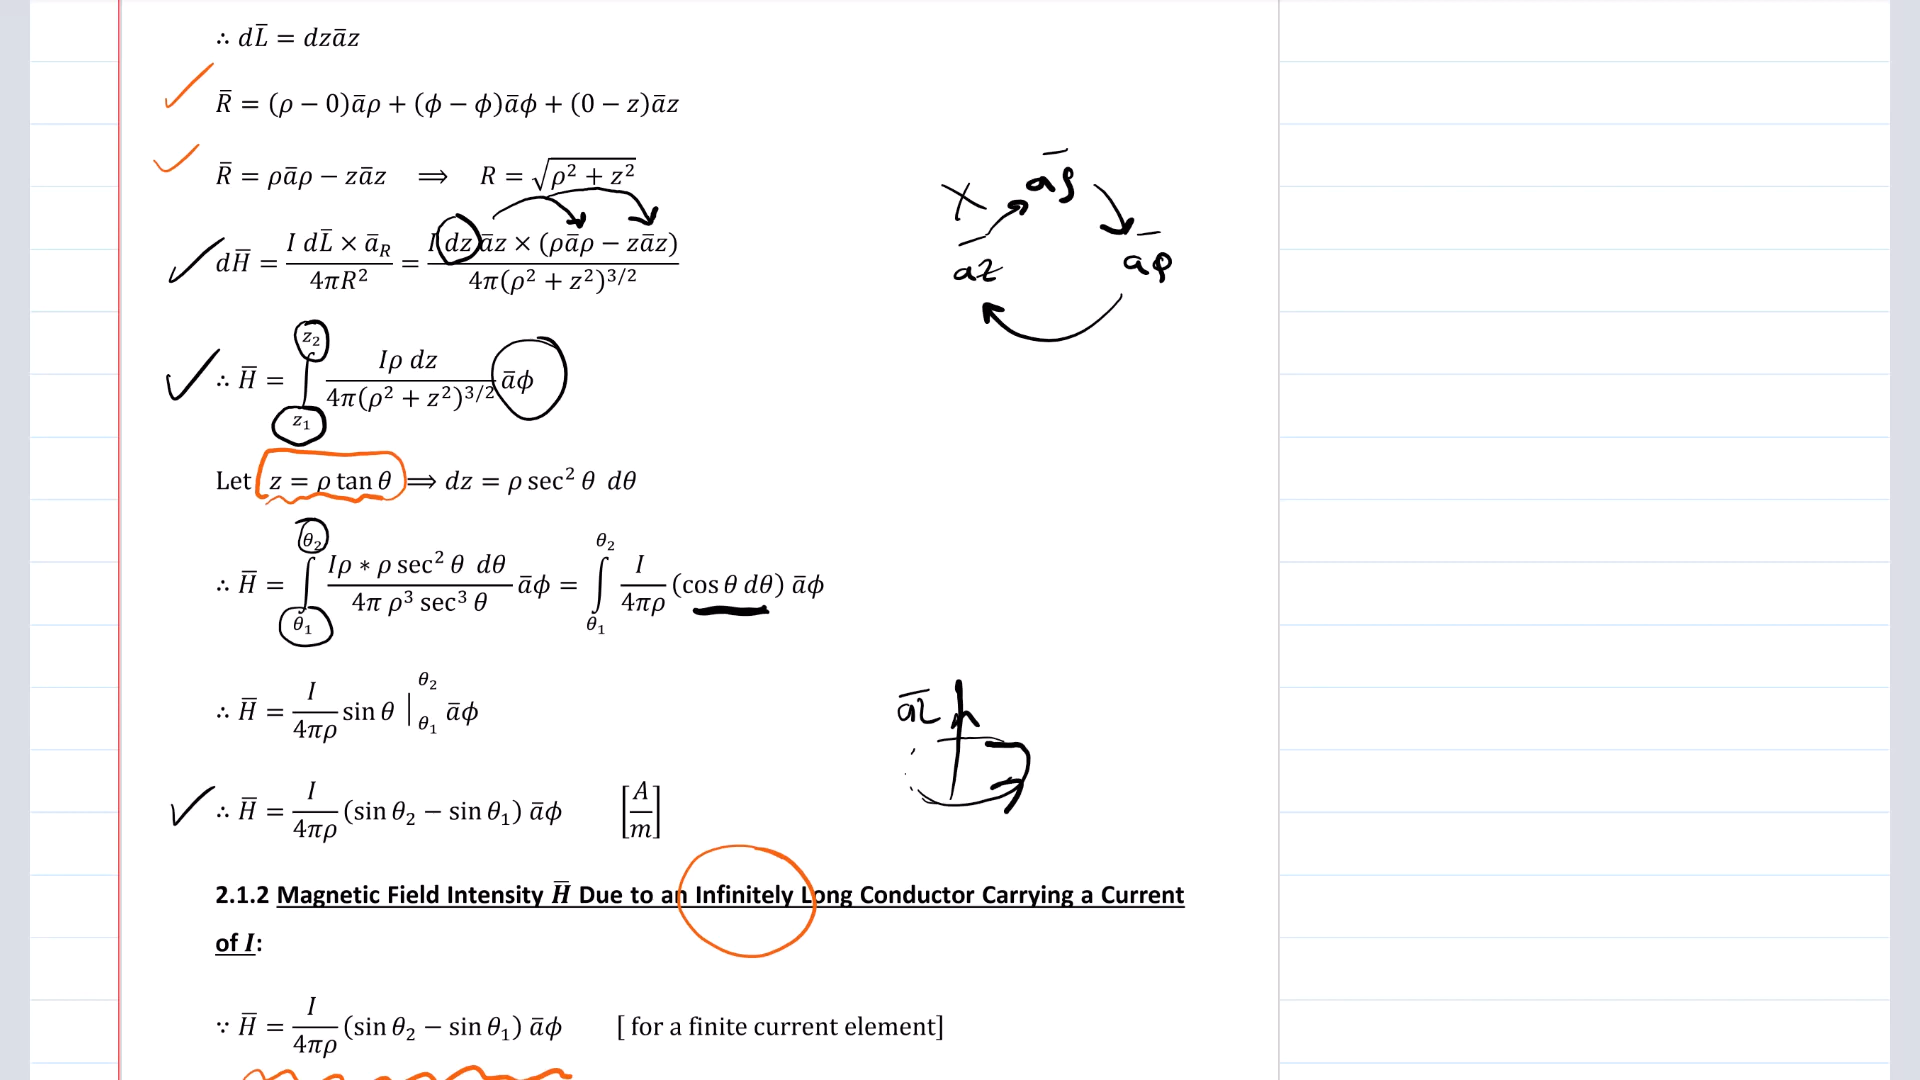 ∴ dL̄ = dzāz
R̄ = (ρ − 0)āρ + (ϕ − ϕ)āϕ + (0 − z)āz
R̄ = ρāρ − zāz ⟹ R = √(ρ² + z²)
dH̄ = (I dL̄ × ā_R)/(4πR²) = (I dz āz × (ρāρ − zāz))/(4π(ρ² + z²)^{3/2})
∴ H̄ = ∫_{z₁}^{z₂} (Iρ dz)/(4π(ρ² + z²)^{3/2}) āϕ
Let z = ρ tan θ ⟹ dz = ρ sec² θ dθ
∴ H̄ = ∫_{θ₁}^{θ₂} (Iρ ∗ ρ sec² θ dθ)/(4π ρ³ sec³ θ) āϕ = ∫_{θ₁}^{θ₂} I/(4πρ) (cos θ dθ) āϕ
∴ H̄ = I/(4πρ) sin θ |_{θ₁}^{θ₂} āϕ
∴ H̄ = I/(4πρ) (sin θ₂ − sin θ₁) āϕ [A/m]
2.1.2 Magnetic Field Intensity H̄ Due to an Infinitely Long Conductor Carrying a Current
of I:
∵ H̄ = I/(4πρ) (sin θ₂ − sin θ₁) āϕ [ for a finite current element]
X
āρ
āz
āφ
āz